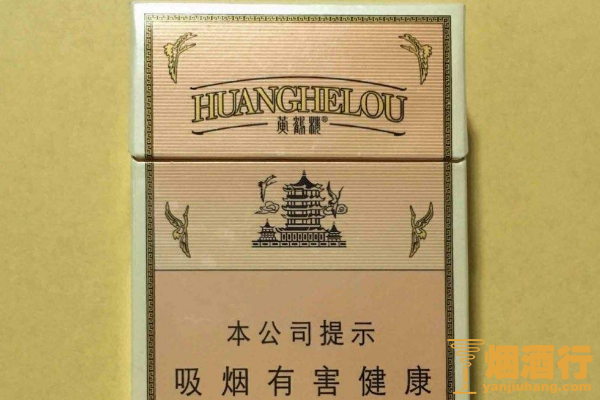 HUANGHELOU
黄鹤楼®
本公司提示
吸烟有害健康
烟酒行
yanjiuhang.com